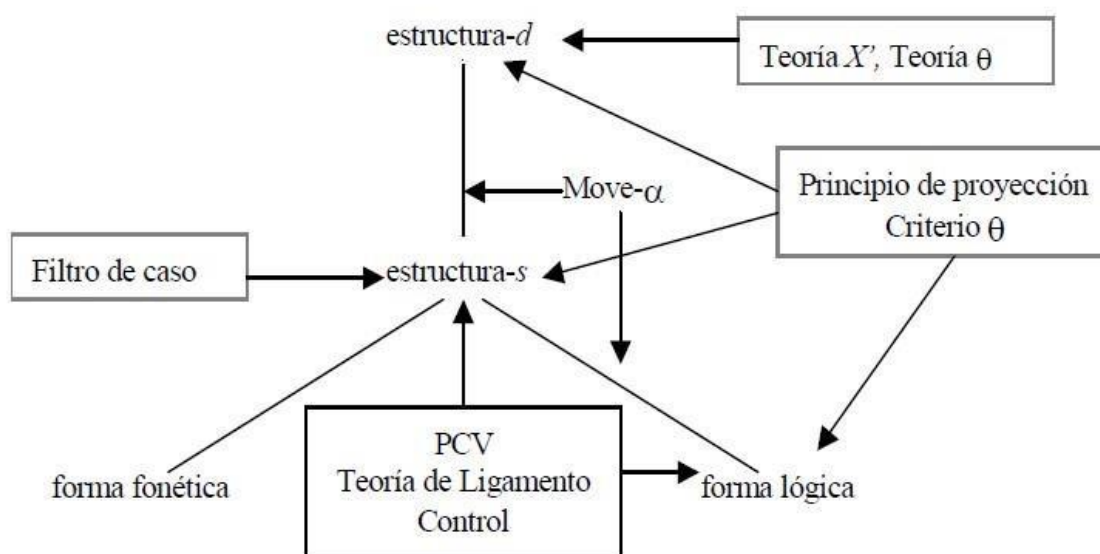 estructura-d
Teoría X’, Teoría θ
Move-α
Principio de proyección
Criterio θ
Filtro de caso
estructura-s
PCV
Teoría de Ligamento
Control
forma fonética
forma lógica